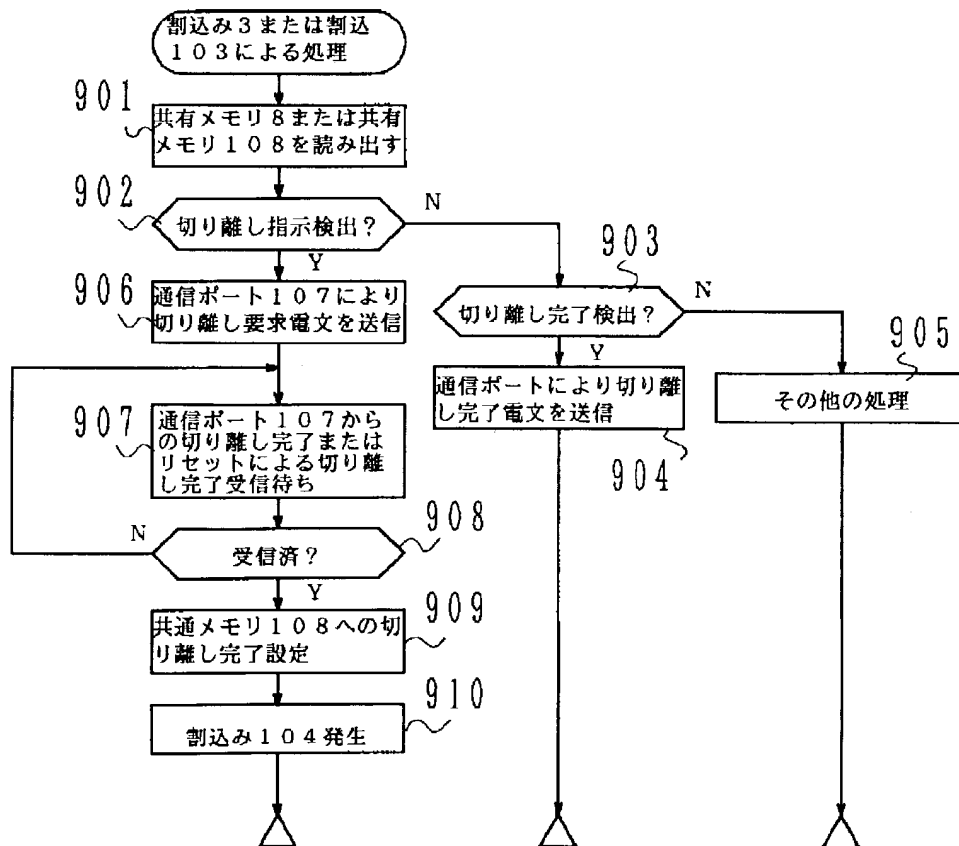 割込み3または割込
103による処理
901
共有メモリ8または共有
メモリ108を読み出す
902
切り離し指示検出?
N
Y
903
906
通信ポート107により
切り離し要求電文を送信
切り離し完了検出?
N
Y
905
通信ポートにより切り離
し完了電文を送信
904
その他の処理
907
通信ポート107から
の切り離し完了または
リセットによる切り離
し完了受信待ち
908
受信済?
N
Y
909
共通メモリ108への切
り離し完了設定
910
割込み104発生